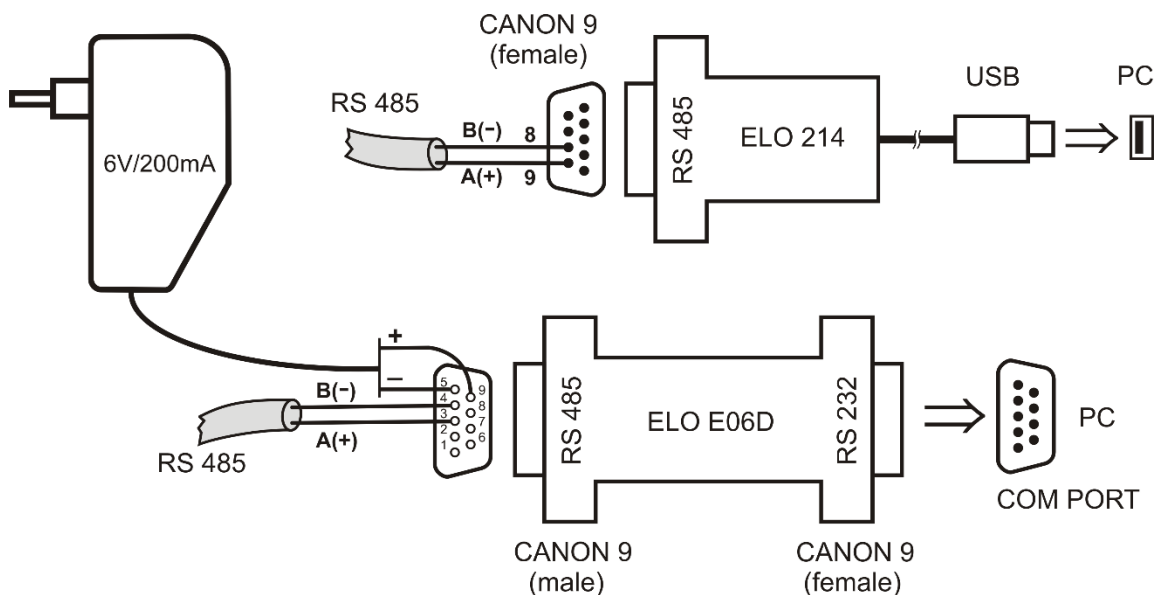 CANON 9
(female)
RS 485
B(-)
8
A(+)
9
RS 485
ELO 214
USB
PC
6V/200mA
+
–
B(-)
A(+)
RS 485
5
4
3
2
1
9
8
7
6
RS 485
ELO E06D
RS 232
PC
COM PORT
CANON 9
(male)
CANON 9
(female)